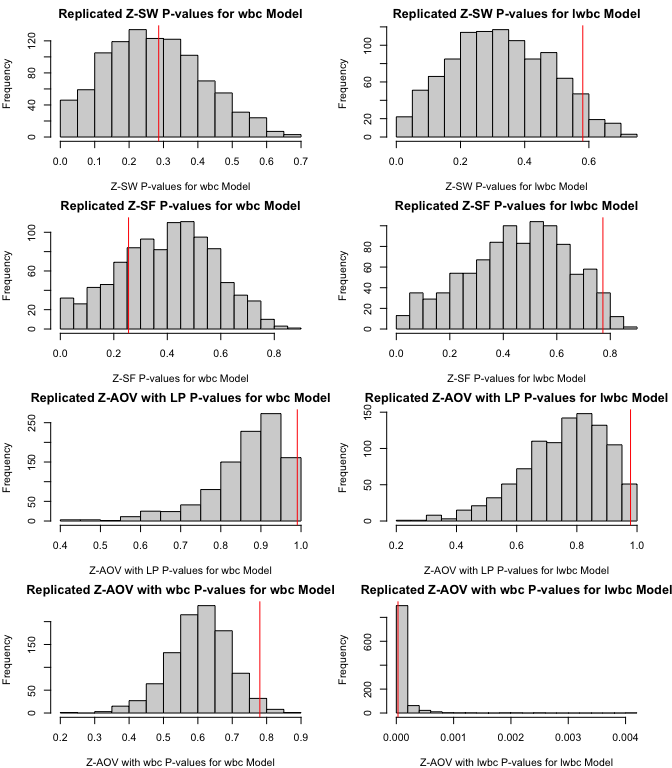 Replicated Z-SW P-values for wbc Model
Frequency
0 40 80 120
0.0 0.1 0.2 0.3 0.4 0.5 0.6 0.7
Z-SW P-values for wbc Model
Replicated Z-SW P-values for lwbc Model
Frequency
0 20 60 100
0.0 0.2 0.4 0.6
Z-SW P-values for lwbc Model
Replicated Z-SF P-values for wbc Model
Frequency
0 20 60 100
0.0 0.2 0.4 0.6 0.8
Z-SF P-values for wbc Model
Replicated Z-SF P-values for lwbc Model
Frequency
0 20 40 60 80
0.0 0.2 0.4 0.6 0.8
Z-SF P-values for lwbc Model
Replicated Z-AOV with LP P-values for wbc Model
Frequency
0 50 150 250
0.4 0.5 0.6 0.7 0.8 0.9 1.0
Z-AOV with LP P-values for wbc Model
Replicated Z-AOV with LP P-values for lwbc Model
Frequency
0 50 100 150
0.2 0.4 0.6 0.8 1.0
Z-AOV with LP P-values for lwbc Model
Replicated Z-AOV with wbc P-values for wbc Model
Frequency
0 50 150
0.2 0.3 0.4 0.5 0.6 0.7 0.8 0.9
Z-AOV with wbc P-values for wbc Model
Replicated Z-AOV with wbc P-values for lwbc Model
Frequency
0 200 600
0.000 0.001 0.002 0.003 0.004
Z-AOV with lwbc P-values for lwbc Model